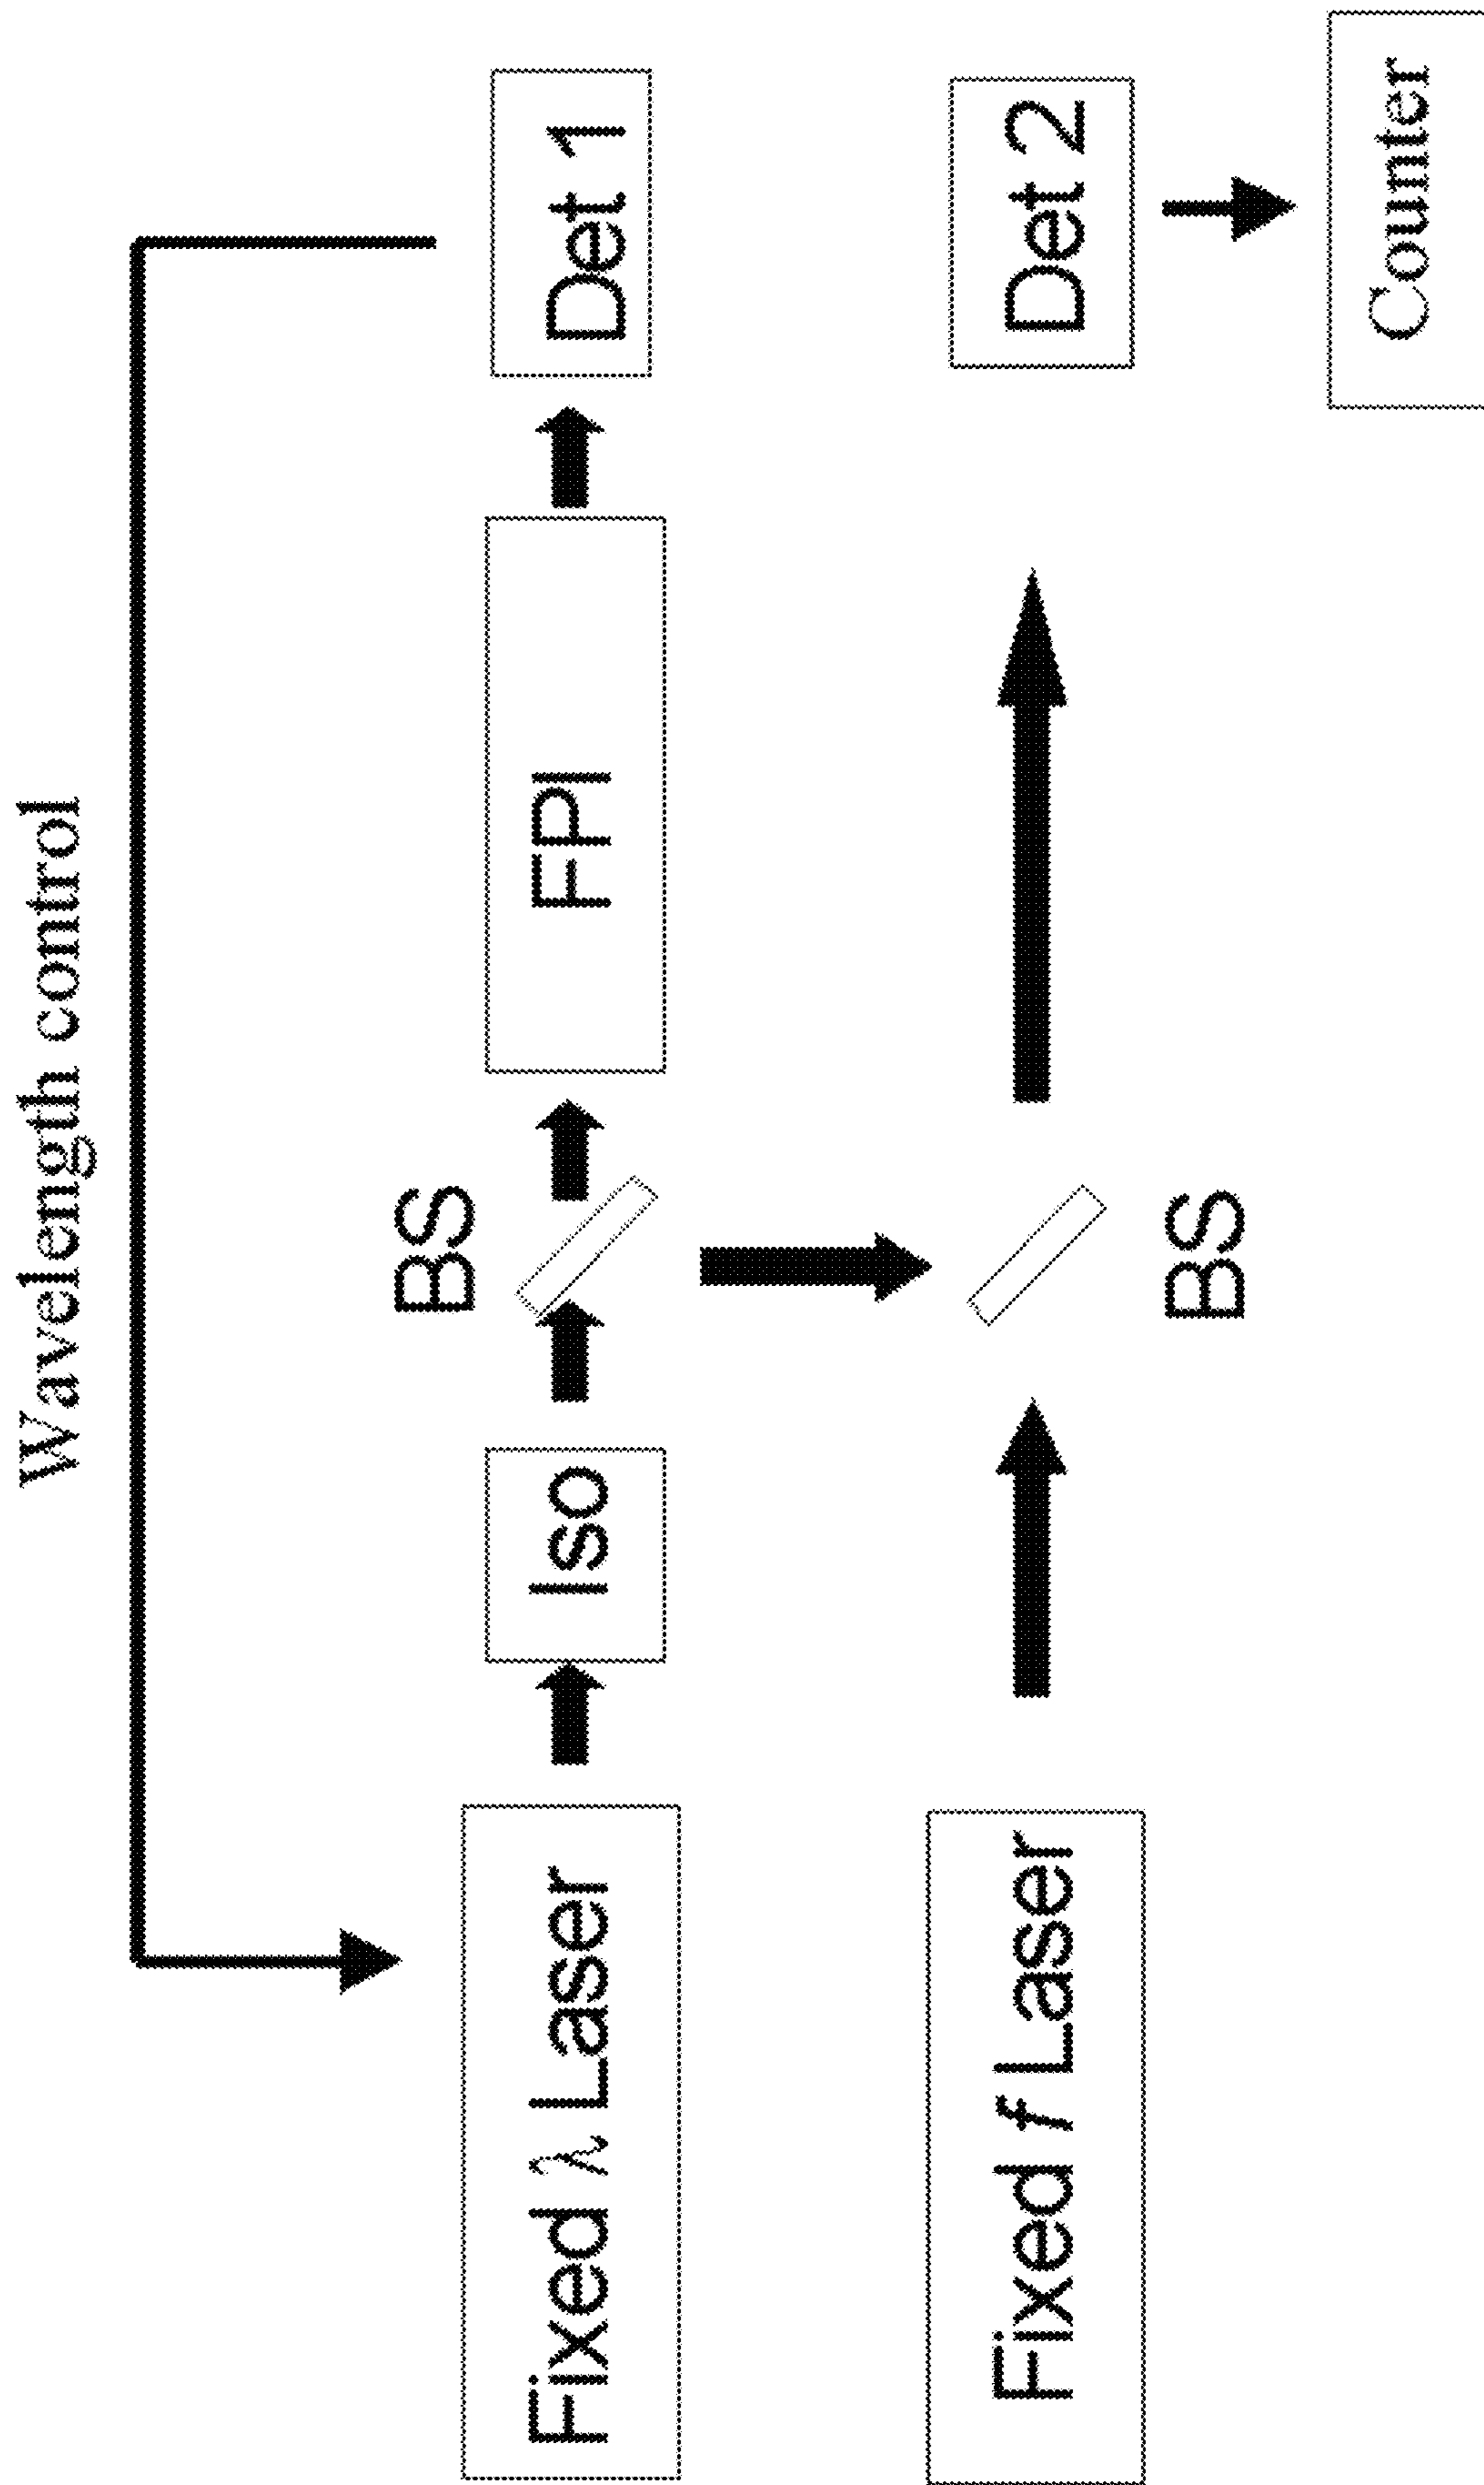 Wavelength control
BS
Fixed λ Laser
Iso
FPI
Det 1
Fixed f Laser
BS
Det 2
Counter